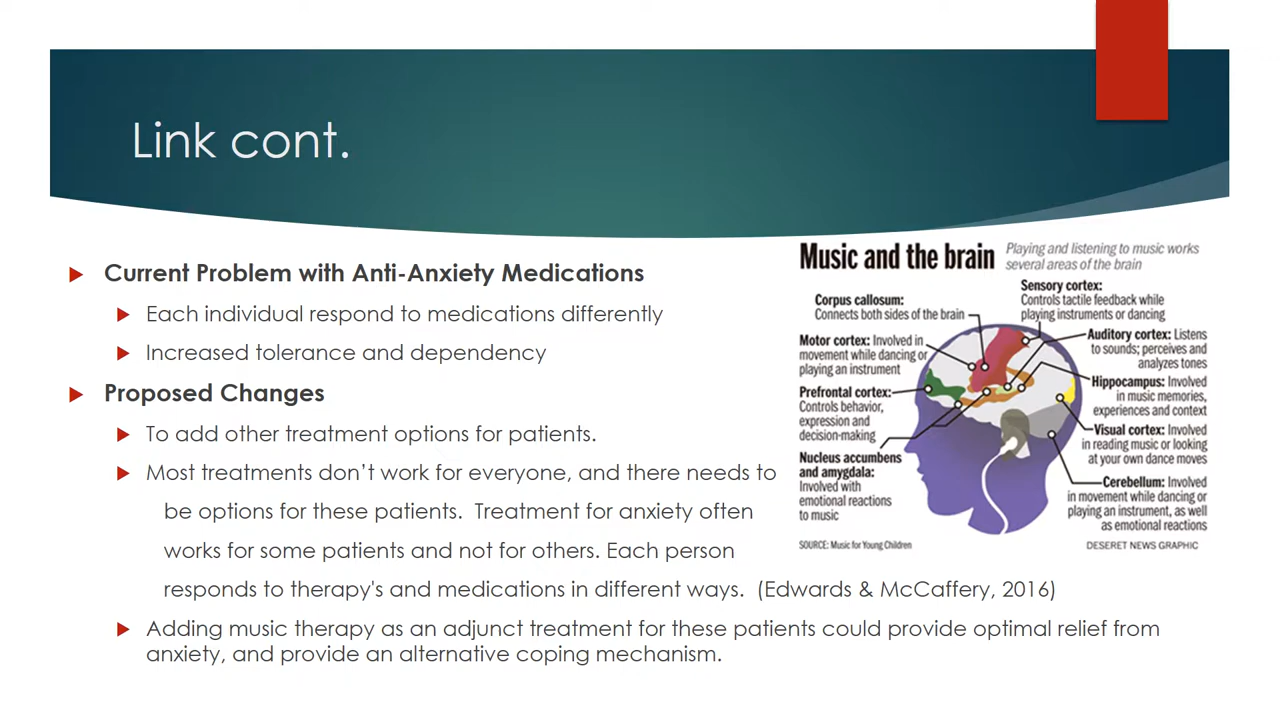 Link cont.
Current Problem with Anti-Anxiety Medications
Each individual respond to medications differently
Increased tolerance and dependency
Proposed Changes
To add other treatment options for patients.
Most treatments don’t work for everyone, and there needs to
be options for these patients.  Treatment for anxiety often
works for some patients and not for others. Each person
responds to therapy's and medications in different ways.  (Edwards & McCaffery, 2016)
Adding music therapy as an adjunct treatment for these patients could provide optimal relief from
anxiety, and provide an alternative coping mechanism.
Music and the brain
Playing and listening to music works
several areas of the brain
Corpus callosum:
Connects both sides of the brain
Motor cortex: Involved in
movement while dancing or
playing an instrument
Prefrontal cortex:
Controls behavior,
expression and
decision-making
Nucleus accumbens
and amygdala:
Involved with
emotional reactions
to music
Sensory cortex:
Controls tactile feedback while
playing instruments or dancing
Auditory cortex: Listens
to sounds; perceives and
analyzes tones
Hippocampus: Involved
in music memories,
experiences and context
Visual cortex: Involved
in reading music or looking
at your own dance moves
Cerebellum: Involved
in movement while dancing or
playing an instrument, as well
as emotional reactions
SOURCE: Music for Young Children
DESERET NEWS GRAPHIC